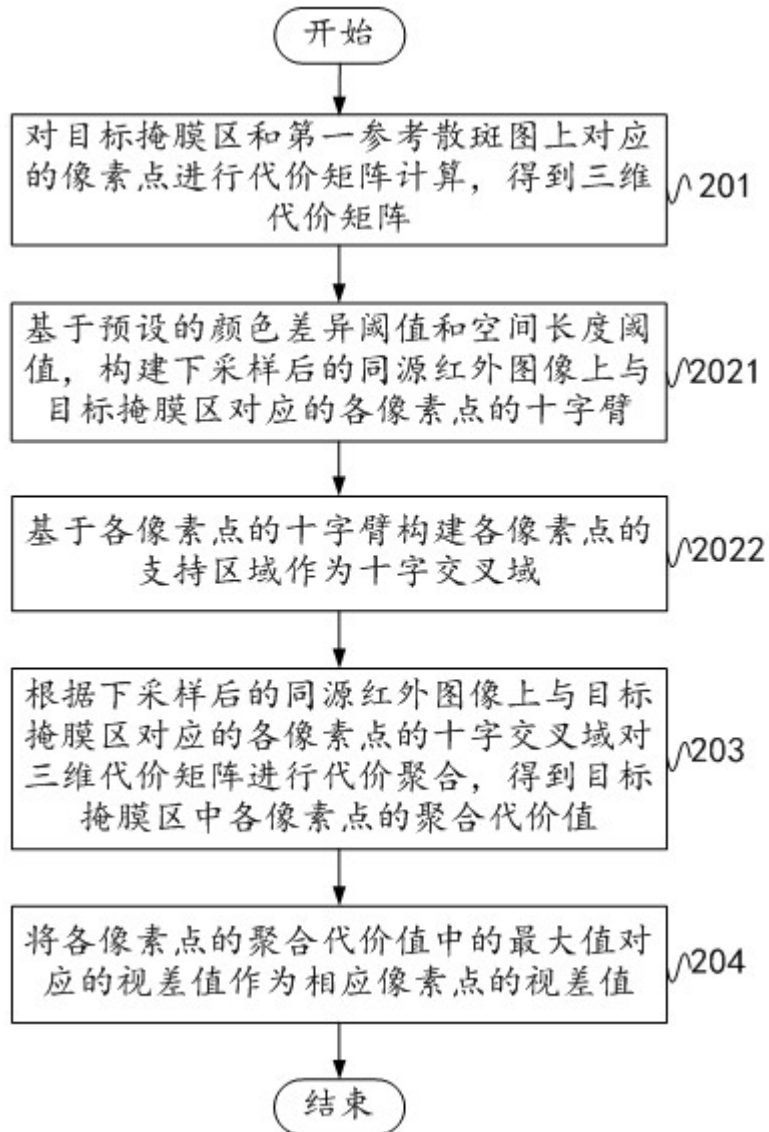 开始
对目标掩膜区和第一参考散斑图上对应
的像素点进行代价矩阵计算，得到三维
代价矩阵
201
基于预设的颜色差异阈值和空间长度阈
值，构建下采样后的同源红外图像上与
目标掩膜区对应的各像素点的十字臂
2021
基于各像素点的十字臂构建各像素点的
支持区域作为十字交叉域
2022
根据下采样后的同源红外图像上与目标
掩膜区对应的各像素点的十字交叉域对
三维代价矩阵进行代价聚合，得到目标
掩膜区中各像素点的聚合代价值
203
将各像素点的聚合代价值中的最大值对
应的视差值作为相应像素点的视差值
204
结束